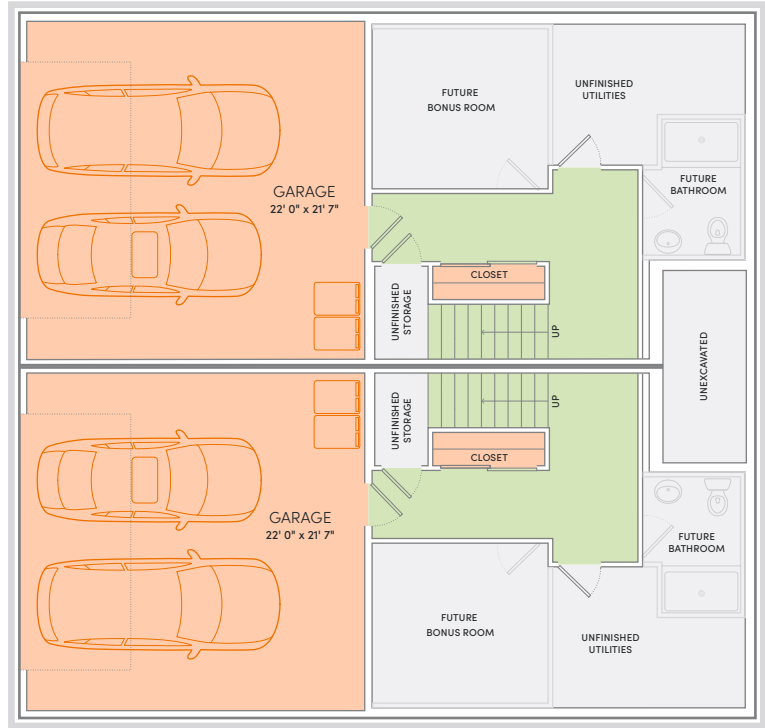 FUTURE
BONUS ROOM
UNFINISHED
UTILITIES
FUTURE
BATHROOM
GARAGE
22' 0" x 21' 7"
CLOSET
UNFINISHED
STORAGE
UP
UNEXCAVATED
UNFINISHED
STORAGE
UP
CLOSET
GARAGE
22' 0" x 21' 7"
FUTURE
BATHROOM
FUTURE
BONUS ROOM
UNFINISHED
UTILITIES